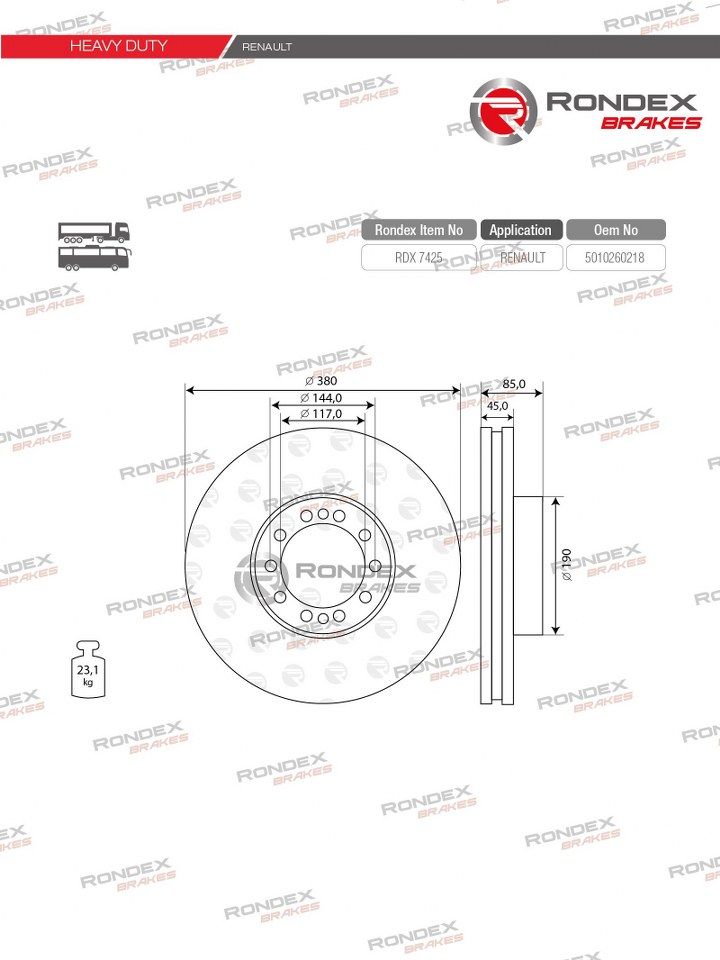 HEAVY DUTY
RENAULT
RONDEX
BRAKES
Rondex Item No Application Oem No
RDX 7425 RENAULT 5010260218
Ø 380
Ø 144,0
Ø 117,0
85,0
45,0
Ø 190
RONDEX
BRAKES
23,1
kg